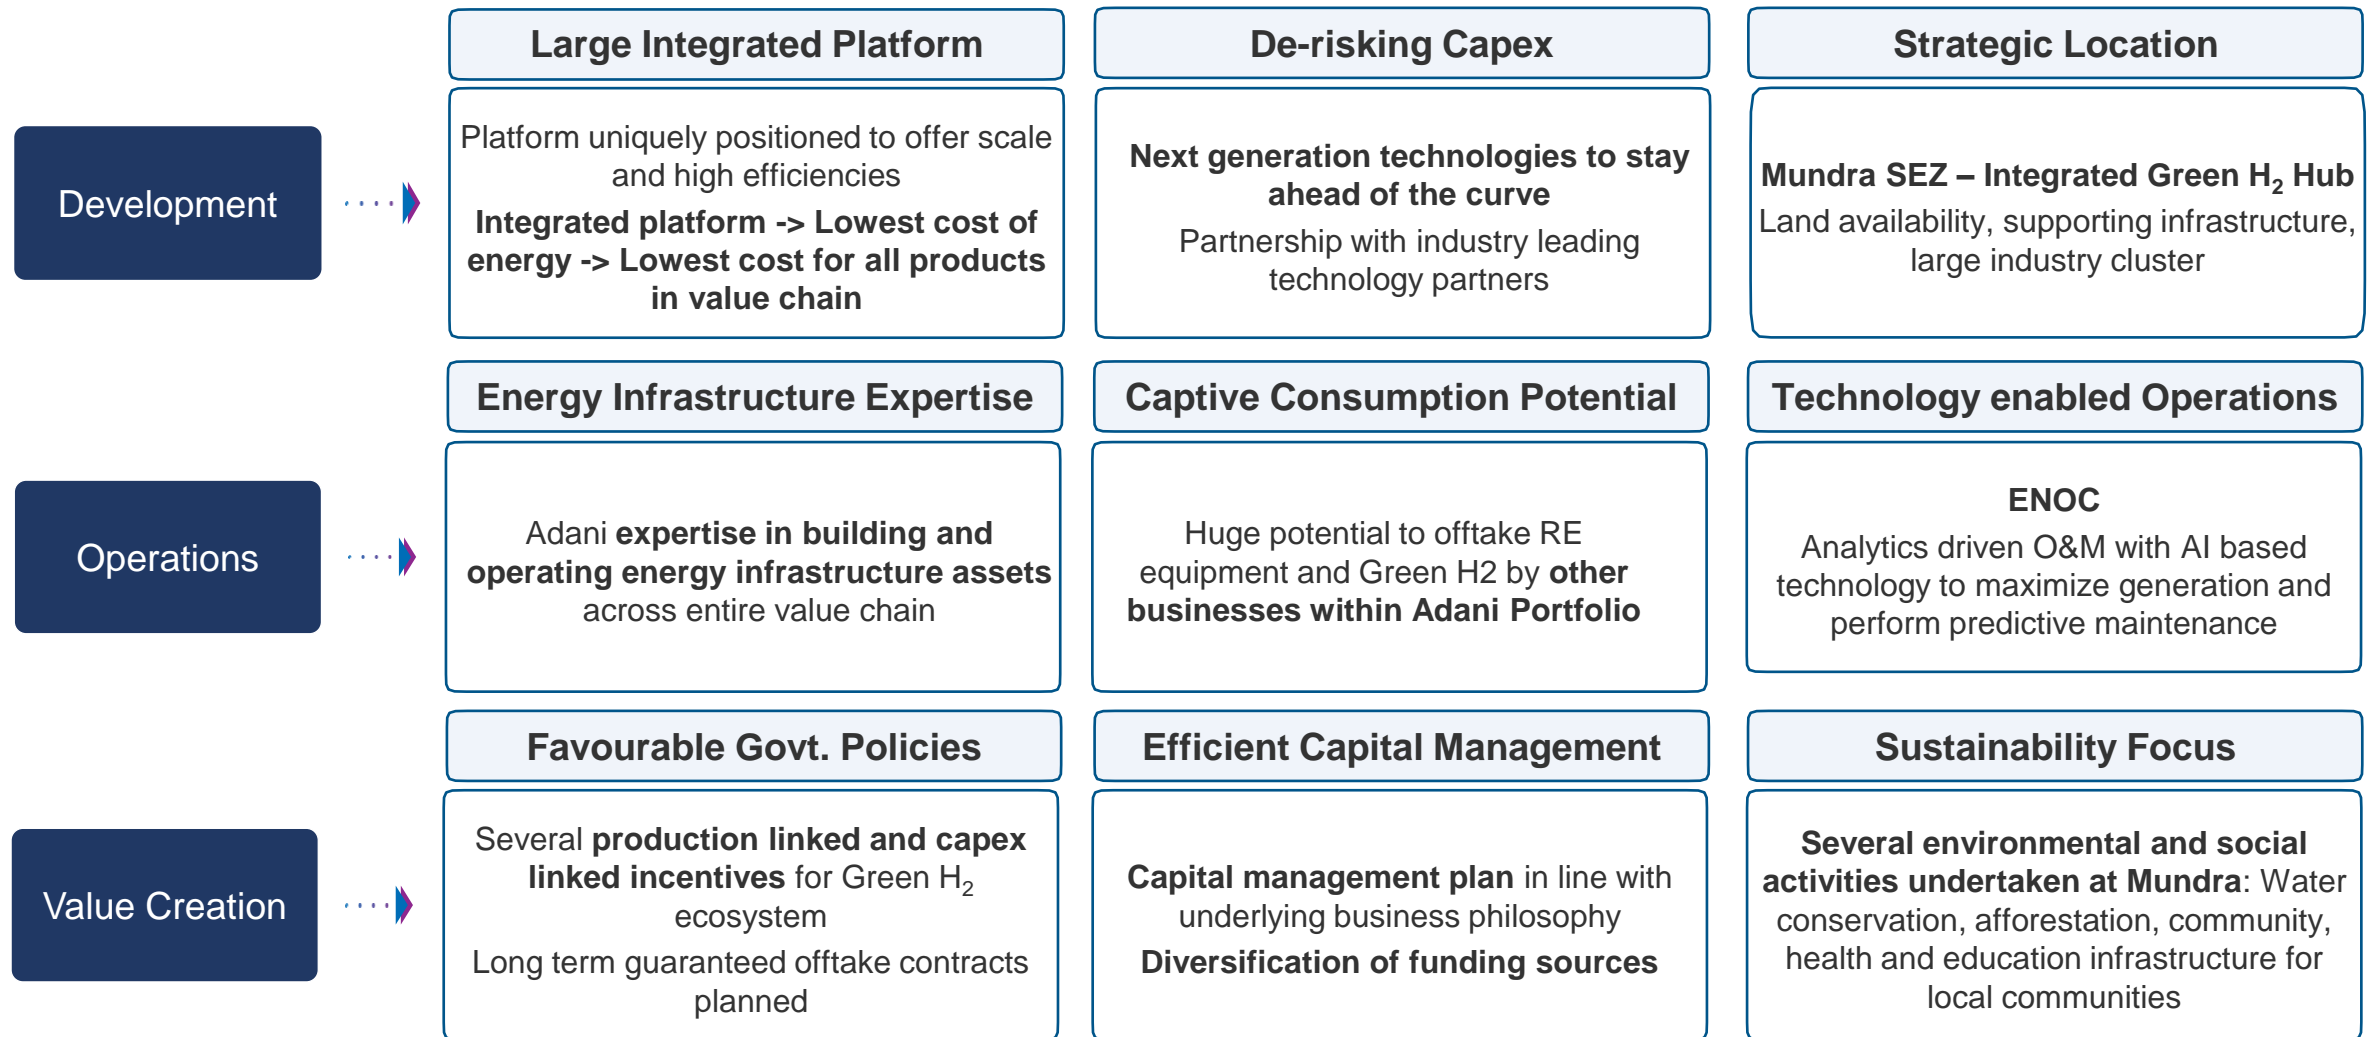 Large Integrated Platform
De-risking Capex
Strategic Location
Development
Platform uniquely positioned to offer scale
and high efficiencies
Integrated platform -> Lowest cost of
energy -> Lowest cost for all products
in value chain
Next generation technologies to stay
ahead of the curve
Partnership with industry leading
technology partners
Mundra SEZ – Integrated Green H₂ Hub
Land availability, supporting infrastructure,
large industry cluster
Energy Infrastructure Expertise
Captive Consumption Potential
Technology enabled Operations
Operations
Adani expertise in building and
operating energy infrastructure assets
across entire value chain
Huge potential to offtake RE
equipment and Green H2 by other
businesses within Adani Portfolio
ENOC
Analytics driven O&M with AI based
technology to maximize generation and
perform predictive maintenance
Favourable Govt. Policies
Efficient Capital Management
Sustainability Focus
Value Creation
Several production linked and capex
linked incentives for Green H₂
ecosystem
Long term guaranteed offtake contracts
planned
Capital management plan in line with
underlying business philosophy
Diversification of funding sources
Several environmental and social
activities undertaken at Mundra: Water
conservation, afforestation, community,
health and education infrastructure for
local communities